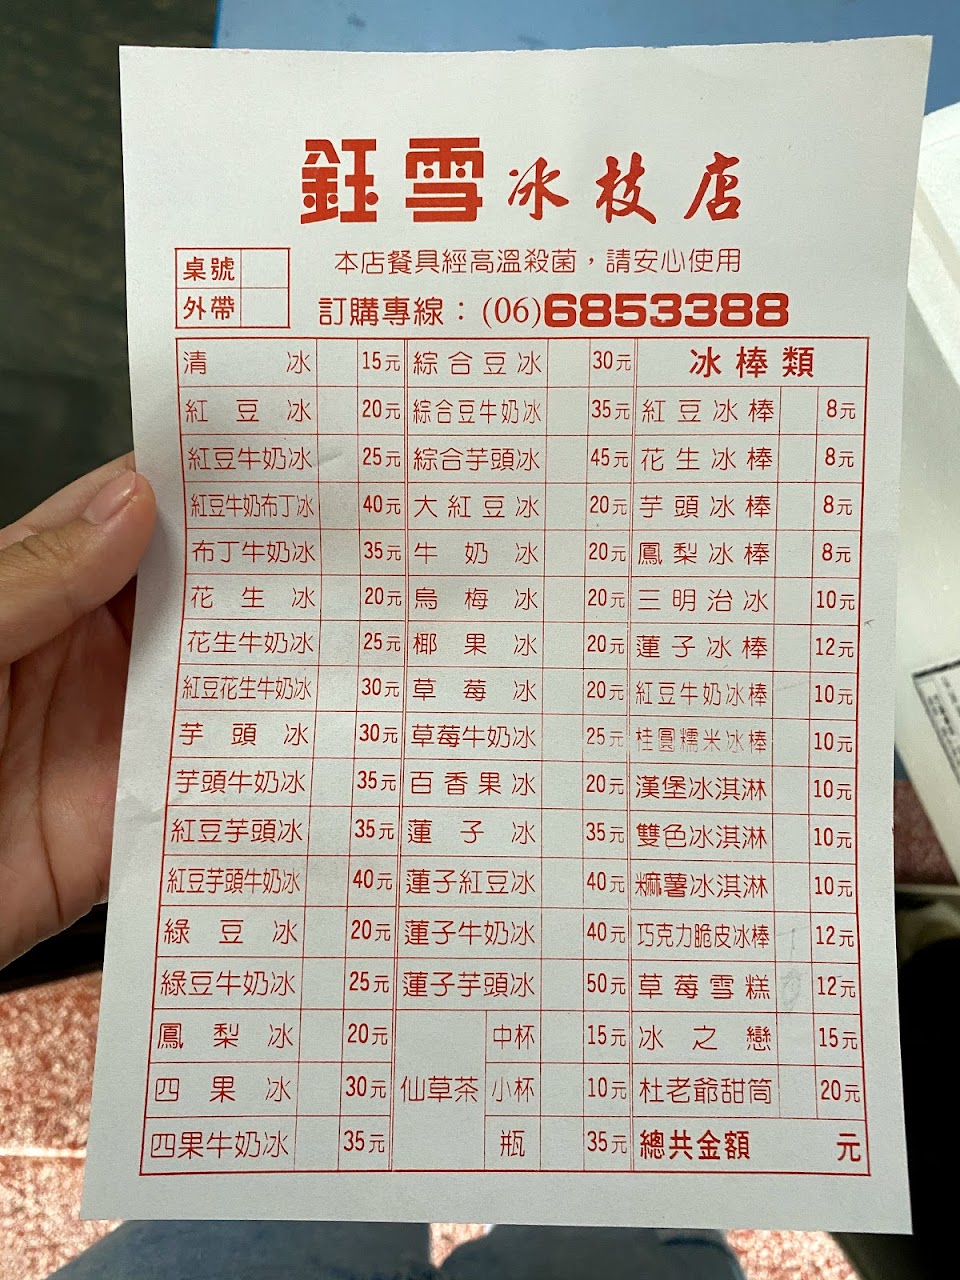 鈺雪冰枝店
桌號
外帶
本店餐具經高溫殺菌，請安心使用
訂購專線：(06)6853388
清冰 15元 綜合豆冰 30元 冰棒類
紅豆冰 20元 綜合豆牛奶冰 35元 紅豆冰棒 8元
紅豆牛奶冰 25元 綜合芋頭冰 45元 花生冰棒 8元
紅豆牛奶布丁冰 40元 大紅豆冰 20元 芋頭冰棒 8元
布丁牛奶冰 35元 牛奶冰 20元 鳳梨冰棒 8元
花生冰 20元 烏梅冰 20元 三明治冰 10元
花生牛奶冰 25元 椰果冰 20元 蓮子冰棒 12元
紅豆花生牛奶冰 30元 草莓冰 20元 紅豆牛奶冰棒 10元
芋頭冰 30元 草莓牛奶冰 25元 桂圓糯米冰棒 10元
芋頭牛奶冰 35元 百香果冰 20元 漢堡冰淇淋 10元
紅豆芋頭冰 35元 蓮子冰 35元 雙色冰淇淋 10元
紅豆芋頭牛奶冰 40元 蓮子紅豆冰 40元 麻薯冰淇淋 10元
綠豆冰 20元 蓮子牛奶冰 40元 巧克力脆皮冰棒 12元
綠豆牛奶冰 25元 蓮子芋頭冰 50元 草莓雪糕 12元
鳳梨冰 20元 仙草茶 中杯 15元 冰之戀 15元
四果冰 30元 小杯 10元 杜老爺甜筒 20元
四果牛奶冰 35元 瓶 35元 總共金額 元